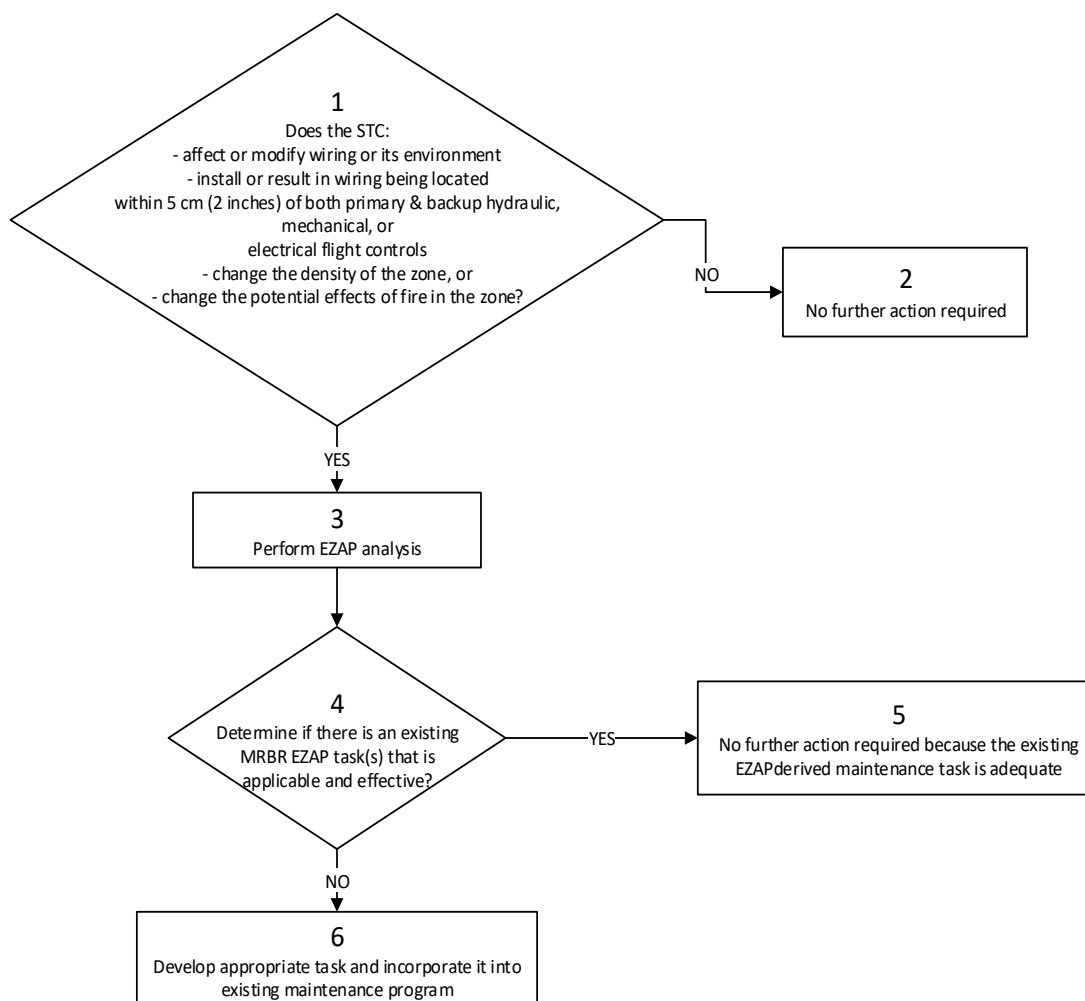 1
Does the STC:
- affect or modify wiring or its environment
- install or result in wiring being located
within 5 cm (2 inches) of both primary & backup hydraulic,
mechanical, or
electrical flight controls
- change the density of the zone, or
- change the potential effects of fire in the zone?
NO
2
No further action required
YES
3
Perform EZAP analysis
4
Determine if there is an existing
MRBR EZAP task(s) that is
applicable and effective?
YES
5
No further action required because the existing
EZAPderived maintenance task is adequate
NO
6
Develop appropriate task and incorporate it into
existing maintenance program